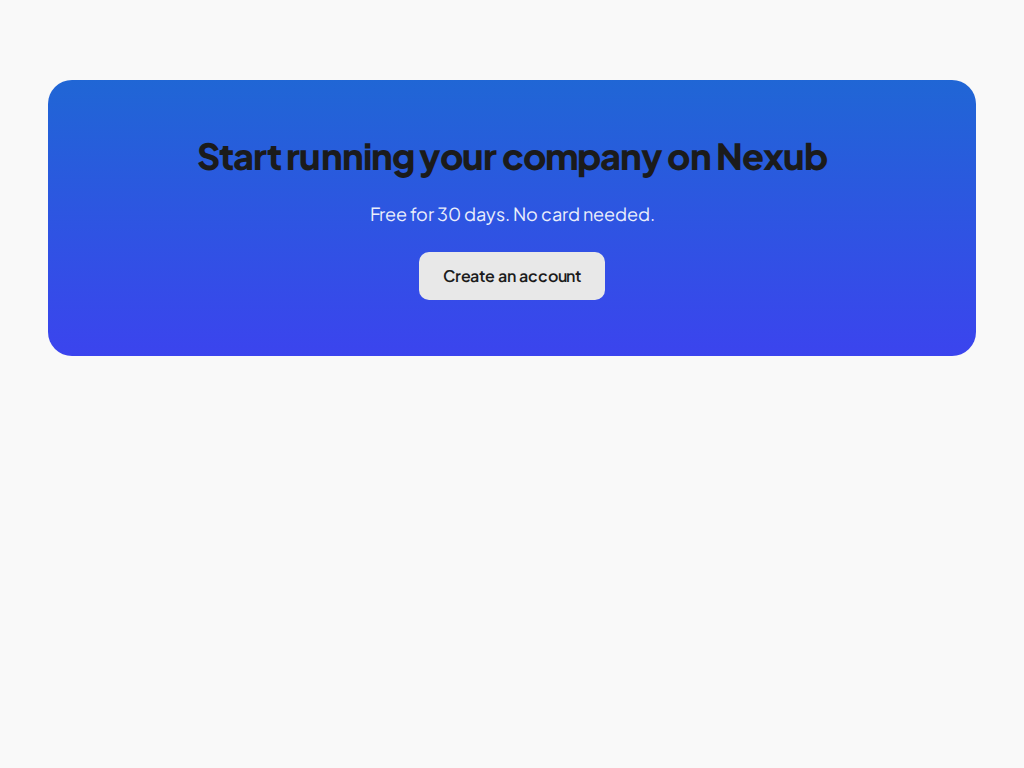 Start running your company on Nexub
Free for 30 days. No card needed.
Create an account